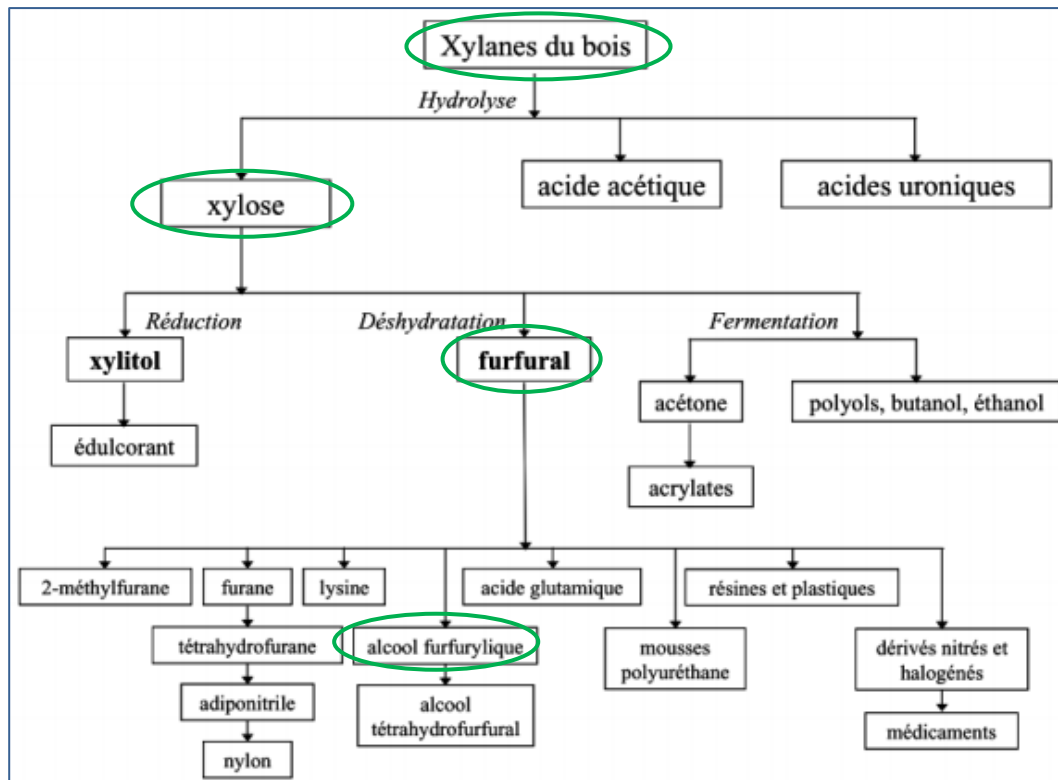 Xylanes du bois
Hydrolyse
xylose
acide acétique
acides uroniques
Réduction
Déshydratation
Fermentation
xylitol
furfural
acétone
polyols, butanol, éthanol
édulcorant
acrylates
2-méthylfurane
furane
lysine
acide glutamique
résines et plastiques
tétrahydrofurane
alcool furfurylique
mousses
polyuréthane
dérivés nitrés et
halogénés
adiponitrile
alcool
tétrahydrofurfural
médicaments
nylon